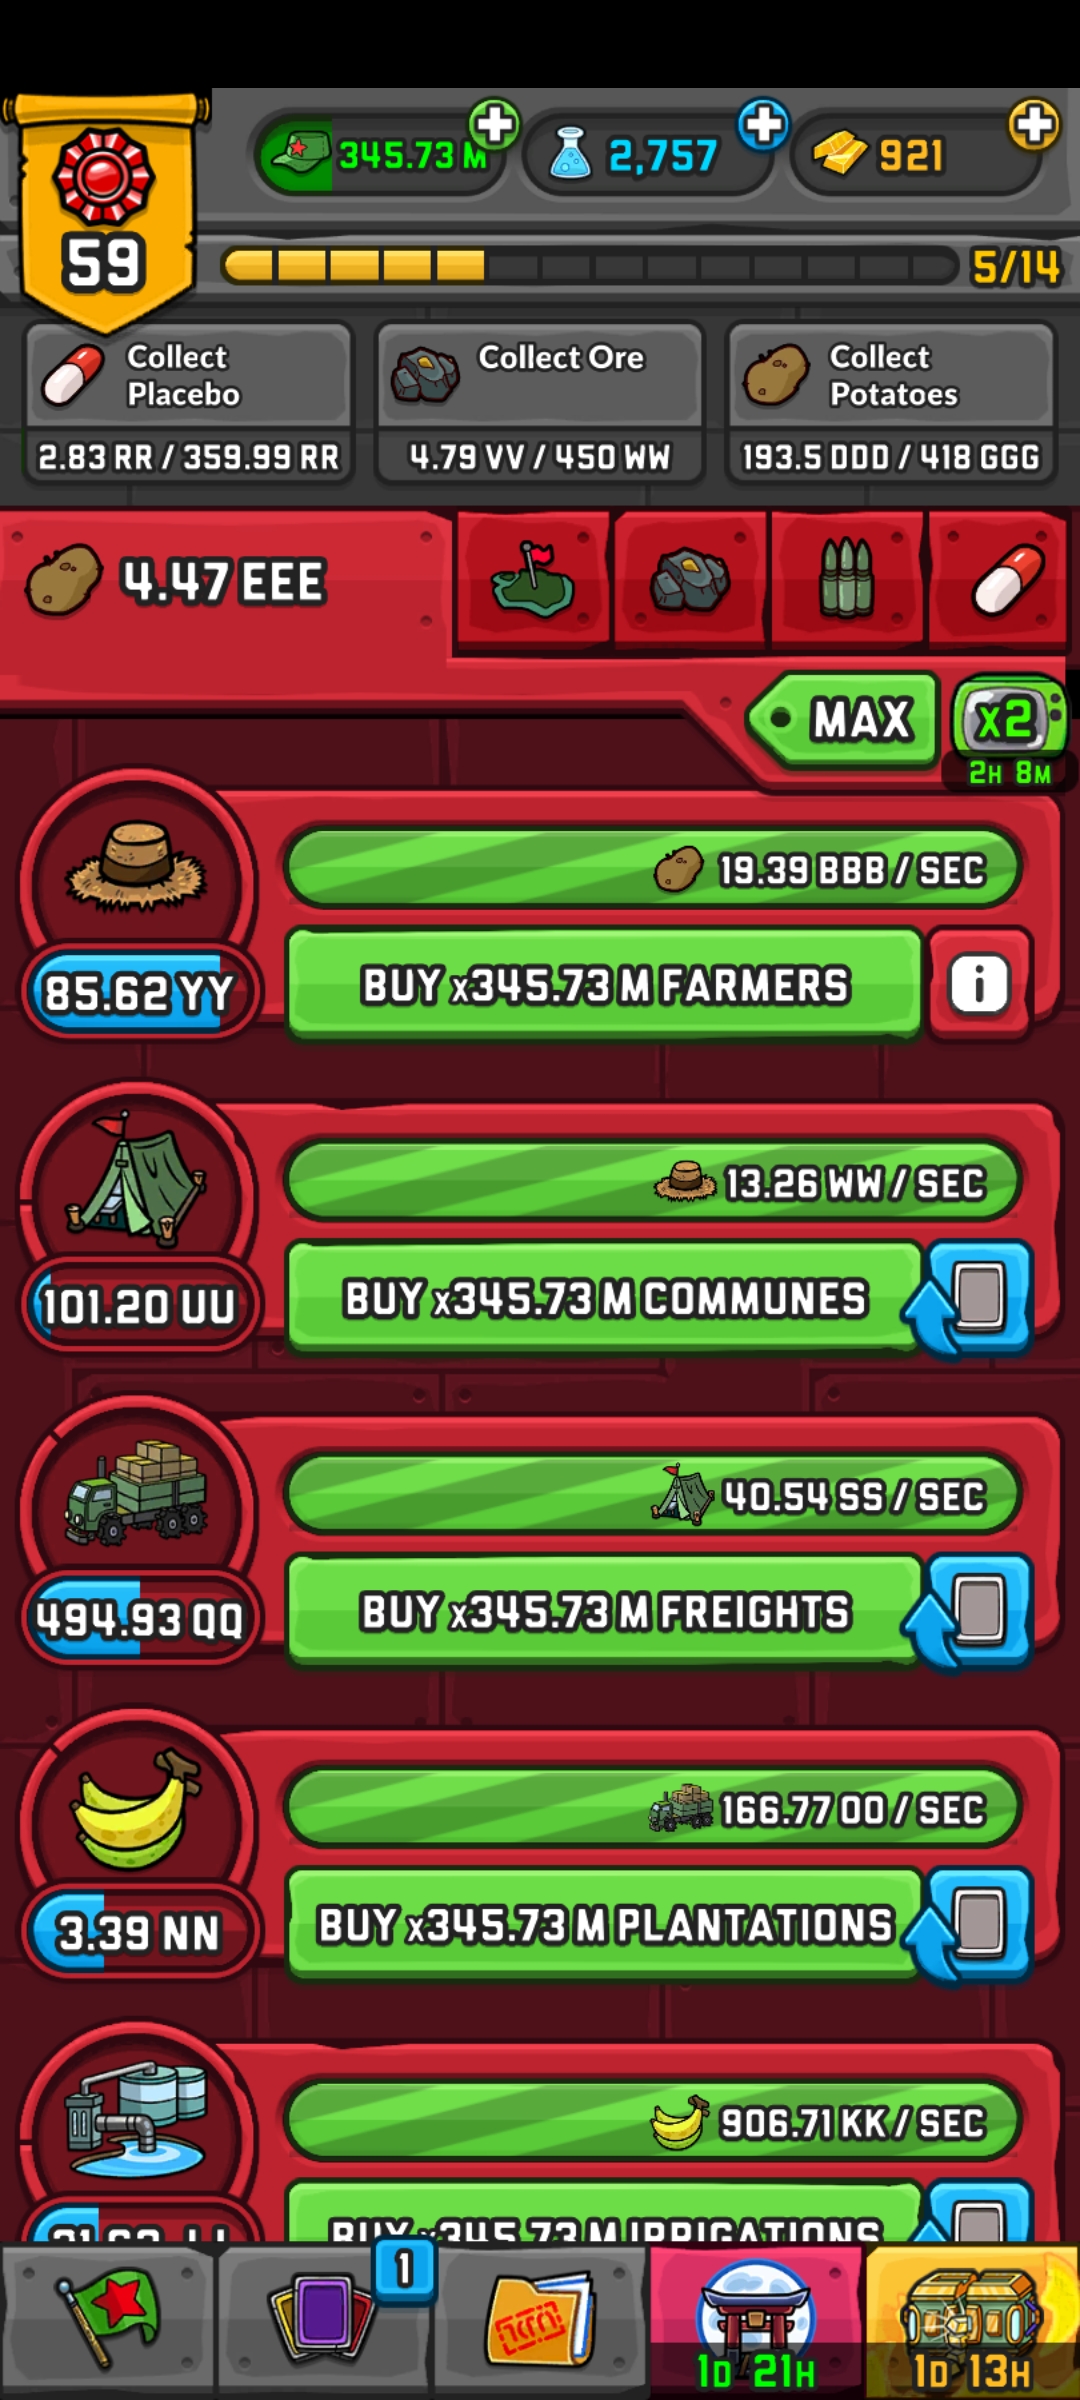 345.73 M
2,757
921
59
5/14
Collect
Placebo
2.83 RR / 359.99 RR
Collect Ore
4.79 VV / 450 WW
Collect
Potatoes
193.5 DDD / 418 GGG
4.47 EEE
MAX
x2
2H 8M
19.39 BBB / SEC
85.62 YY
BUY x345.73 M FARMERS
i
13.26 WW / SEC
101.20 UU
BUY x345.73 M COMMUNES
40.54 SS / SEC
494.93 QQ
BUY x345.73 M FREIGHTS
166.77 OO / SEC
3.39 NN
BUY x345.73 M PLANTATIONS
906.71 KK / SEC
BUY x345.73 M IRRIGATIONS
1
1D 21H
1D 13H